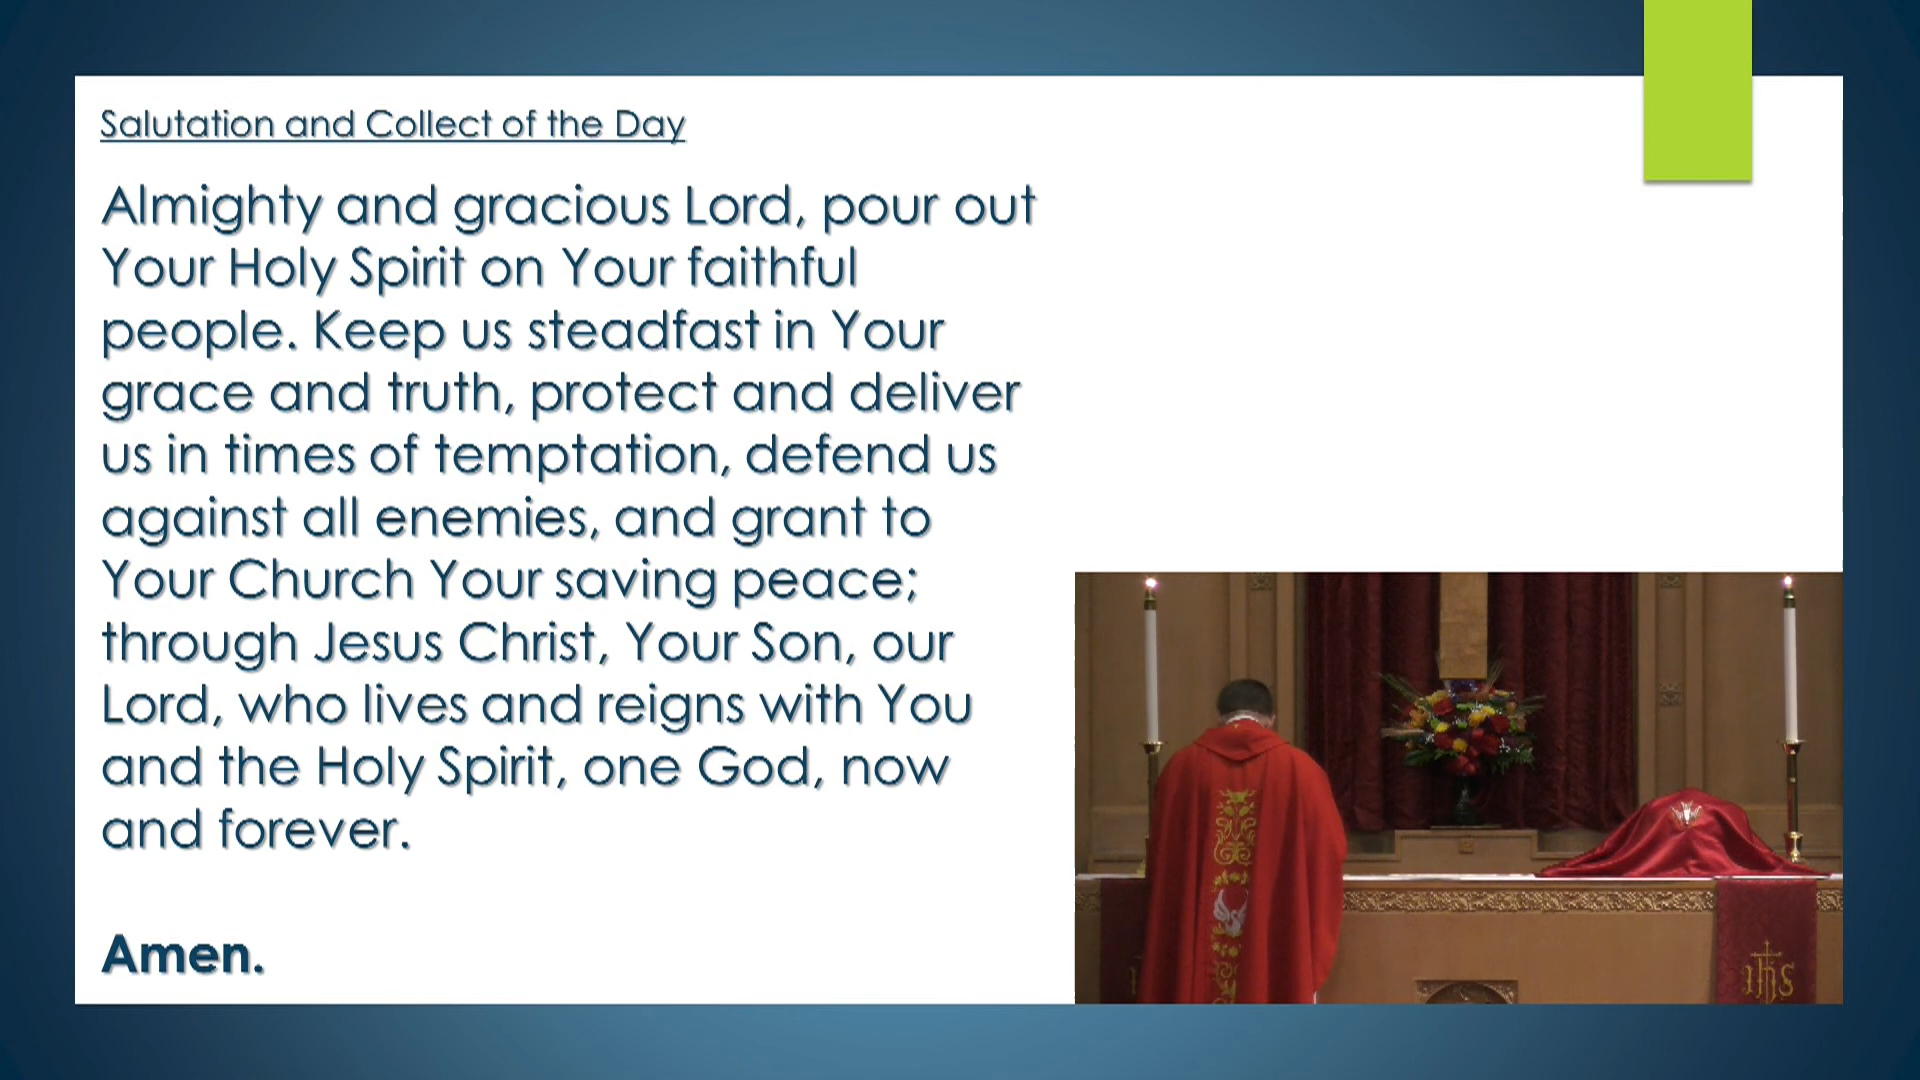 Salutation and Collect of the Day
Almighty and gracious Lord, pour out
Your Holy Spirit on Your faithful
people. Keep us steadfast in Your
grace and truth, protect and deliver
us in times of temptation, defend us
against all enemies, and grant to
Your Church Your saving peace;
through Jesus Christ, Your Son, our
Lord, who lives and reigns with You
and the Holy Spirit, one God, now
and forever.
Amen.
IHS